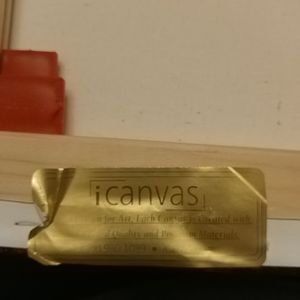 icanvas
for Art, Each Canvas is Created with
Quality and Premium Materials.